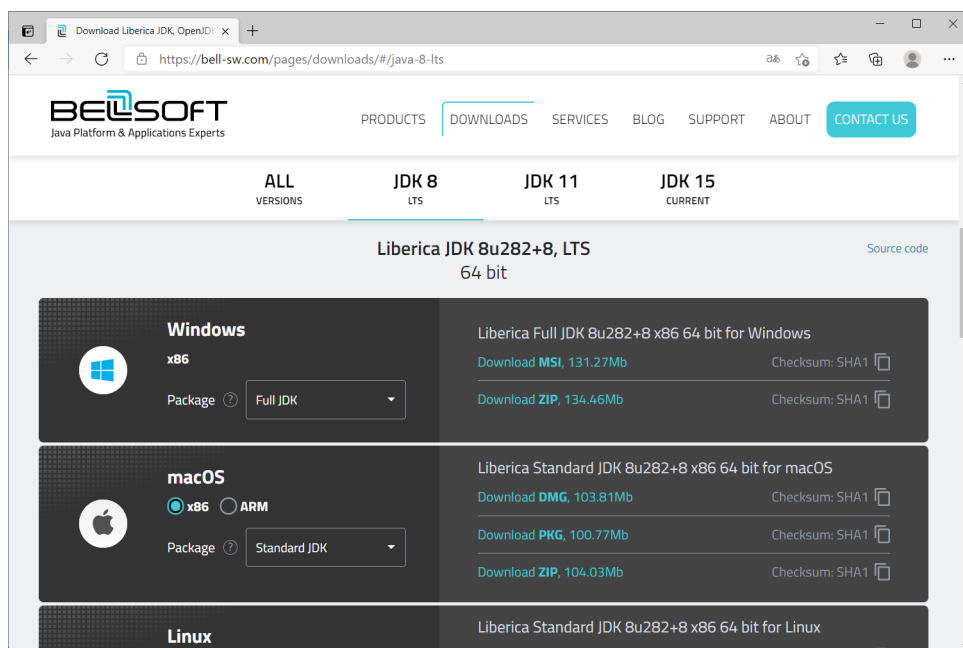 Download Liberica JDK, OpenJD
https://bell-sw.com/pages/downloads/#/java-8-lts
BELLSOFT
Java Platform & Applications Experts
PRODUCTS DOWNLOADS SERVICES BLOG SUPPORT ABOUT CONTACT US
ALL JDK 8 JDK 11 JDK 15
VERSIONS LTS LTS CURRENT
Liberica JDK 8u282+8, LTS Source code
64 bit
Windows
x86
Package ? Full JDK
Liberica Full JDK 8u282+8 x86 64 bit for Windows
Download MSI, 131.27Mb Checksum: SHA1
Download ZIP, 134.46Mb Checksum: SHA1
macOS
x86 ARM
Package ? Standard JDK
Liberica Standard JDK 8u282+8 x86 64 bit for macOS
Download DMG, 103.81Mb Checksum: SHA1
Download PKG, 100.77Mb Checksum: SHA1
Download ZIP, 104.03Mb Checksum: SHA1
Linux
Liberica Standard JDK 8u282+8 x86 64 bit for Linux